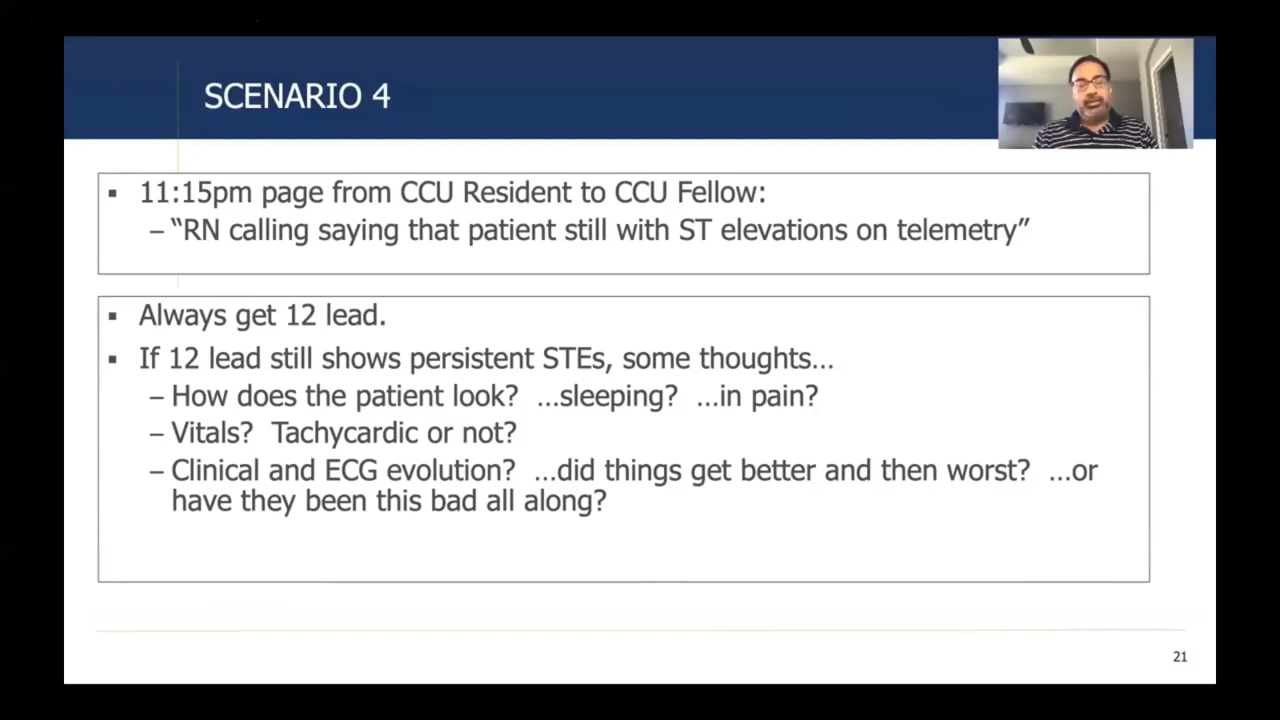 SCENARIO 4
▪ 11:15pm page from CCU Resident to CCU Fellow:
– “RN calling saying that patient still with ST elevations on telemetry”
▪ Always get 12 lead.
▪ If 12 lead still shows persistent STEs, some thoughts…
– How does the patient look? …sleeping? …in pain?
– Vitals? Tachycardic or not?
– Clinical and ECG evolution? …did things get better and then worst? …or
have they been this bad all along?
21